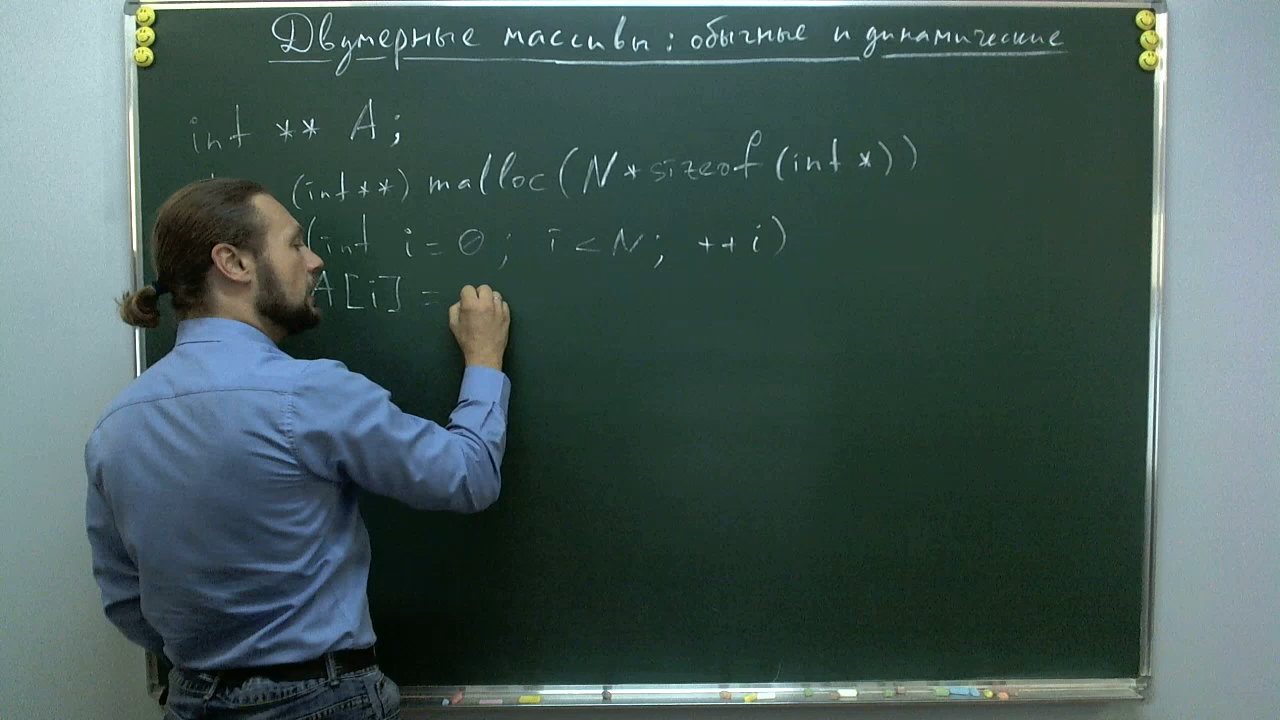 Двумерные массивы: обычные и динамические
int ** A;
(int**) malloc(N*sizeof(int*))
(int i=0; i<N; ++i)
A[i] =